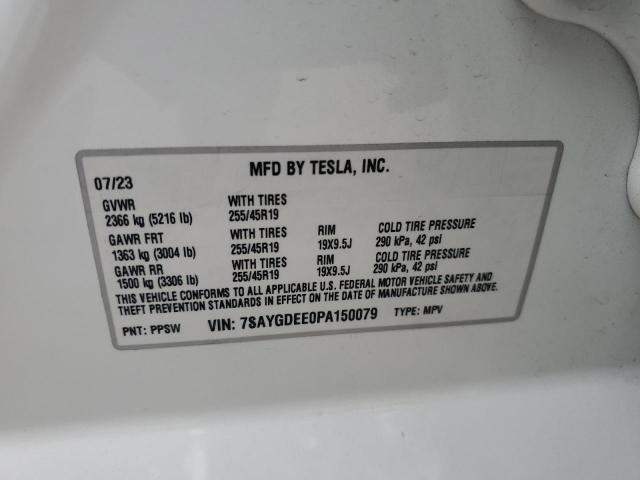 MFD BY TESLA, INC.
07/23
GVWR WITH TIRES
2366 kg (5216 lb) 255/45R19
GAWR FRT WITH TIRES RIM COLD TIRE PRESSURE
1363 kg (3004 lb) 255/45R19 19X9.5J 290 kPa, 42 psi
GAWR RR WITH TIRES RIM COLD TIRE PRESSURE
1500 kg (3306 lb) 255/45R19 19X9.5J 290 kPa, 42 psi
THIS VEHICLE CONFORMS TO ALL APPLICABLE U.S. FEDERAL MOTOR VEHICLE SAFETY AND
THEFT PREVENTION STANDARDS IN EFFECT ON THE DATE OF MANUFACTURE SHOWN ABOVE.
PNT: PPSW VIN: 7SAYGDEE0PA150079 TYPE: MPV